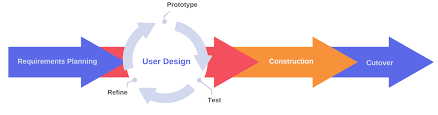 Prototype
Requirements Planning
User Design
Construction
Cutover
Refine
Test